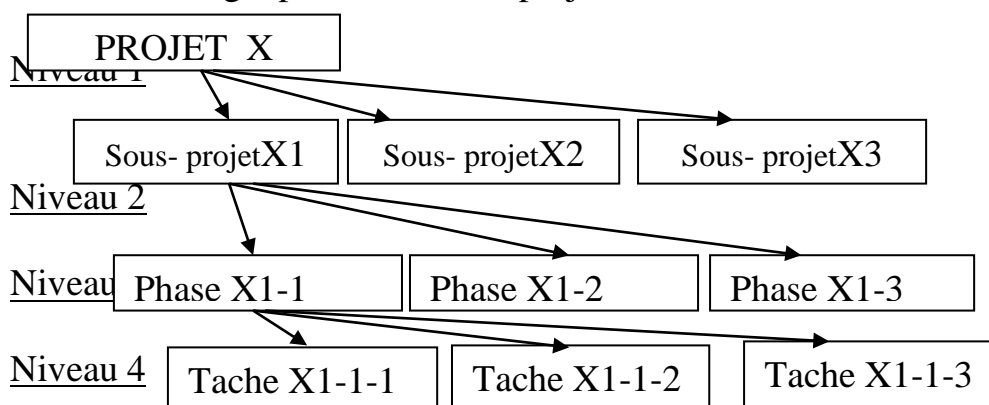 PROJET X
Niveau 1
Sous- projetX1
Sous- projetX2
Sous- projetX3
Niveau 2
Niveau
Phase X1-1
Phase X1-2
Phase X1-3
Niveau 4
Tache X1-1-1
Tache X1-1-2
Tache X1-1-3